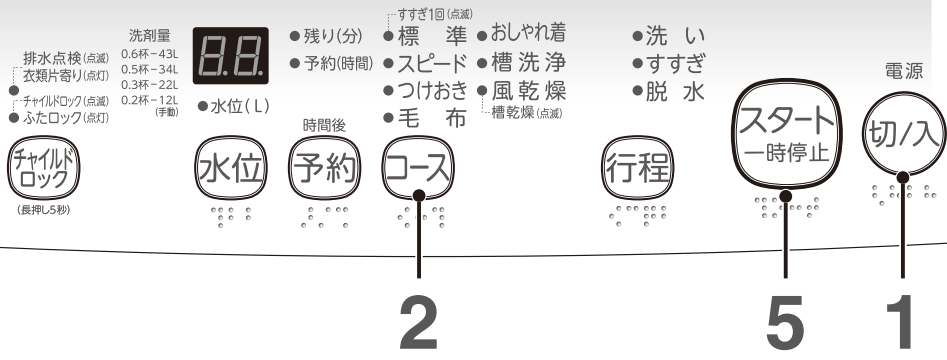 排水点検(点滅)
衣類片寄り(点灯)
チャイルドロック(点滅)
ふたロック(点灯)
チャイルド
ロック
(長押し5秒)
洗剤量
0.6杯−43L
0.5杯−34L
0.3杯−22L
0.2杯−12L
(手動)
88
水位(L)
水位
残り(分)
予約(時間)
時間後
予約
すすぎ1回(点滅)
標 準
スピード
つけおき
毛 布
コース
おしゃれ着
槽洗浄
風乾燥
槽乾燥(点滅)
洗 い
すすぎ
脱 水
行程
スタート
一時停止
電源
切/入
2
5
1